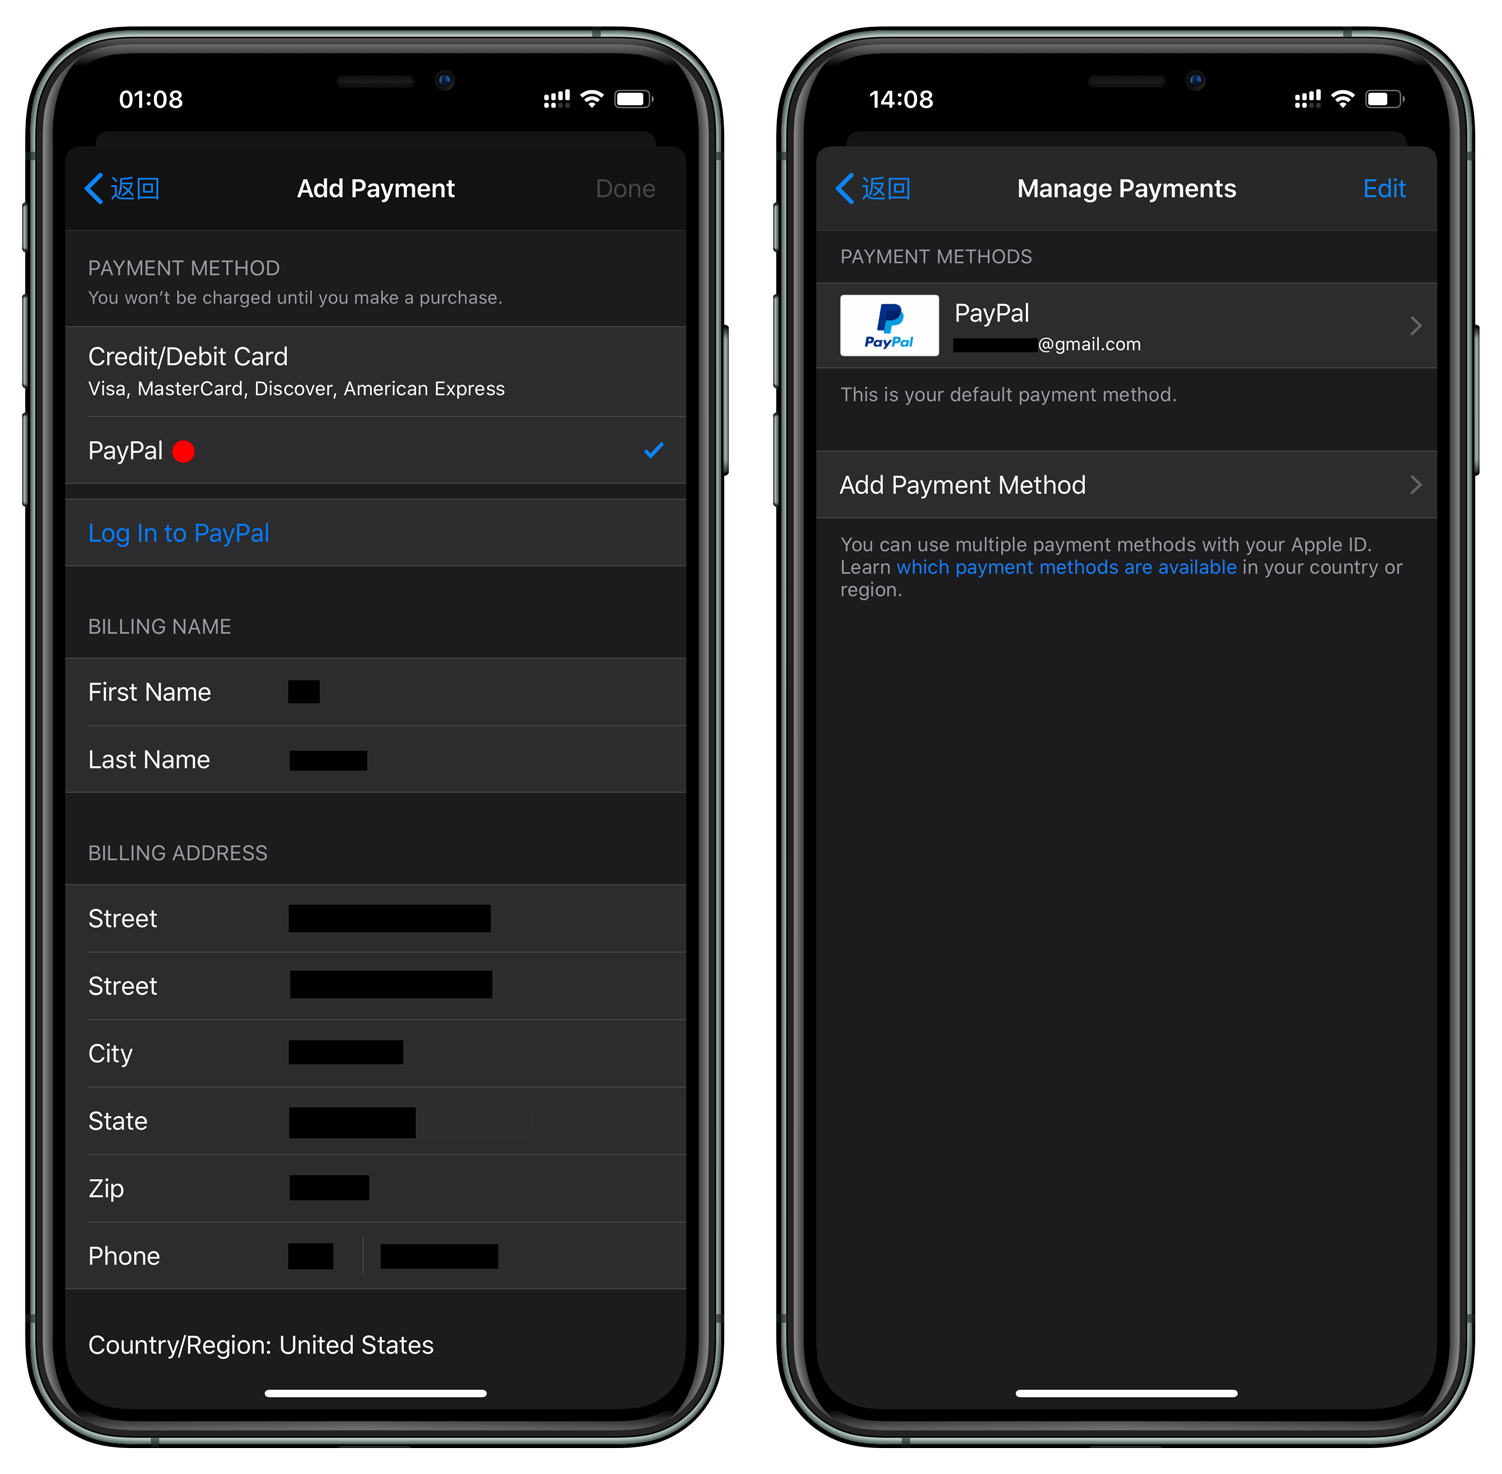 01:08
返回
Add Payment
Done
PAYMENT METHOD
You won't be charged until you make a purchase.
Credit/Debit Card
Visa, MasterCard, Discover, American Express
PayPal
Log In to PayPal
BILLING NAME
First Name
Last Name
BILLING ADDRESS
Street
Street
City
State
Zip
Phone
Country/Region: United States
14:08
返回
Manage Payments
Edit
PAYMENT METHODS
PayPal
PayPal
@gmail.com
This is your default payment method.
Add Payment Method
You can use multiple payment methods with your Apple ID.
Learn which payment methods are available in your country or
region.